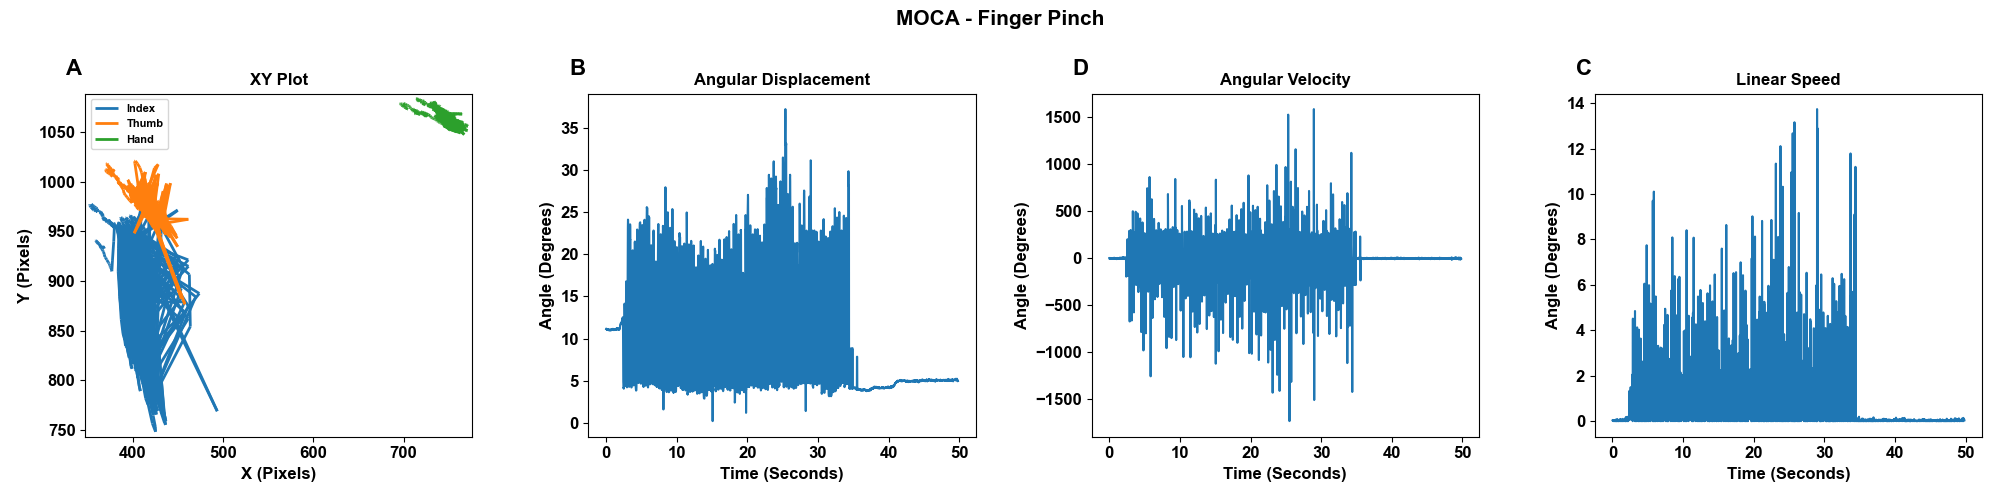 MOCA - Finger Pinch
A
XY Plot
Index
Thumb
Hand
1050
1000
950
900
850
800
750
Y (Pixels)
400
500
600
700
X (Pixels)
B
Angular Displacement
35
30
25
20
15
10
5
0
Angle (Degrees)
0
10
20
30
40
50
Time (Seconds)
D
Angular Velocity
1500
1000
500
0
−500
−1000
−1500
Angle (Degrees)
0
10
20
30
40
50
Time (Seconds)
C
Linear Speed
14
12
10
8
6
4
2
0
Angle (Degrees)
0
10
20
30
40
50
Time (Seconds)